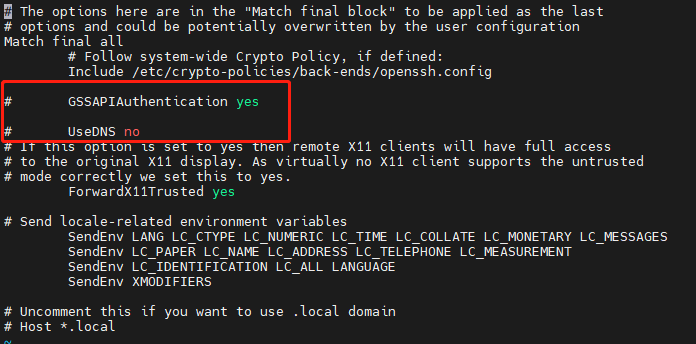 # The options here are in the "Match final block" to be applied as the last
# options and could be potentially overwritten by the user configuration
Match final all
# Follow system-wide Crypto Policy, if defined:
Include /etc/crypto-policies/back-ends/openssh.config
# GSSAPIAuthentication yes
# UseDNS no
# If this option is set to yes then remote X11 clients will have full access
# to the original X11 display. As virtually no X11 client supports the untrusted
# mode correctly we set this to yes.
ForwardX11Trusted yes
# Send locale-related environment variables
SendEnv LANG LC_CTYPE LC_NUMERIC LC_TIME LC_COLLATE LC_MONETARY LC_MESSAGES
SendEnv LC_PAPER LC_NAME LC_ADDRESS LC_TELEPHONE LC_MEASUREMENT
SendEnv LC_IDENTIFICATION LC_ALL LANGUAGE
SendEnv XMODIFIERS
# Uncomment this if you want to use .local domain
# Host *.local
~